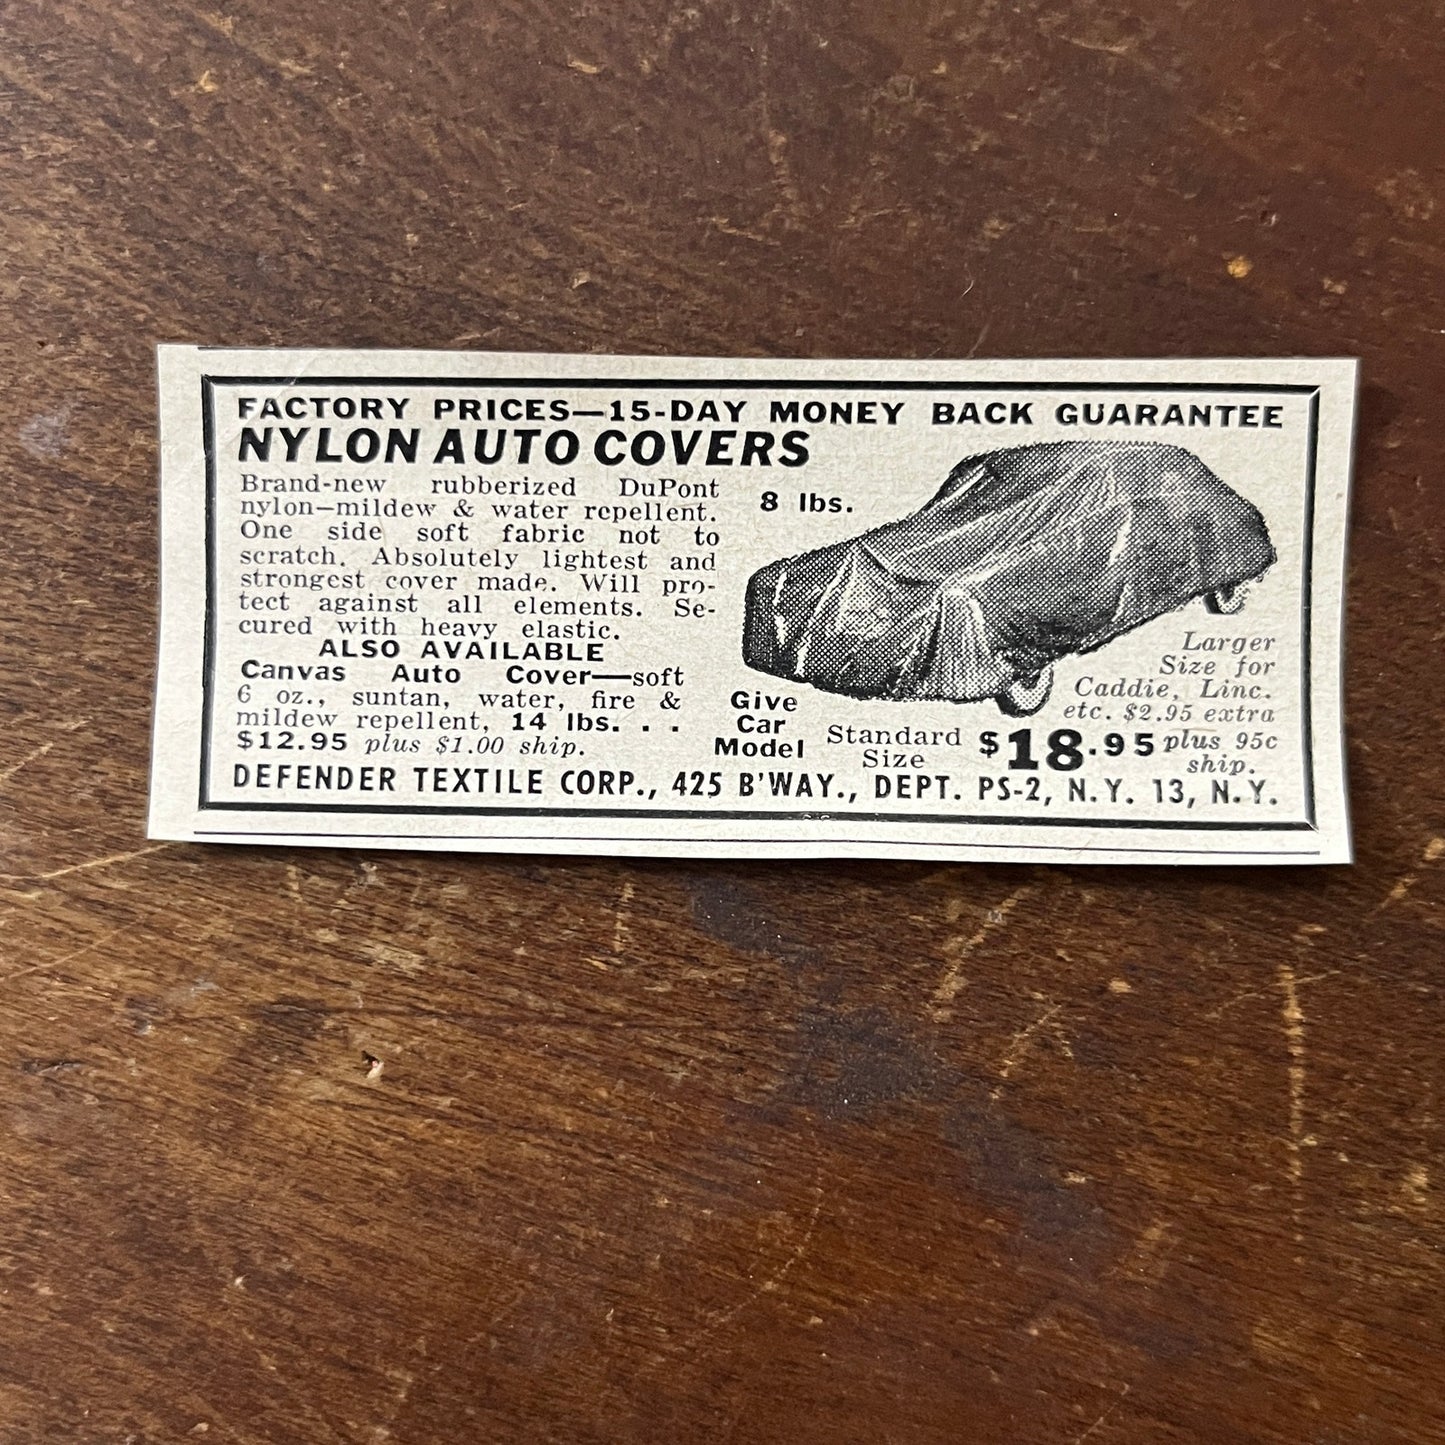 FACTORY PRICES—15-DAY MONEY BACK GUARANTEE
NYLON AUTO COVERS
Brand-new rubberized DuPont
nylon—mildew & water repellent.
One side soft fabric not to
scratch. Absolutely lightest and
strongest cover made. Will pro-
tect against all elements. Se-
cured with heavy elastic.
ALSO AVAILABLE
Canvas Auto Cover—soft
6 oz., suntan, water, fire &
mildew repellent, 14 lbs. . .
$12.95 plus $1.00 ship.
8 lbs.
Give
Car
Model
Larger
Size for
Caddie, Linc.
etc. $2.95 extra
Standard
Size
$18.95 plus 95c
ship.
DEFENDER TEXTILE CORP., 425 B'WAY., DEPT. PS-2, N.Y. 13, N.Y.